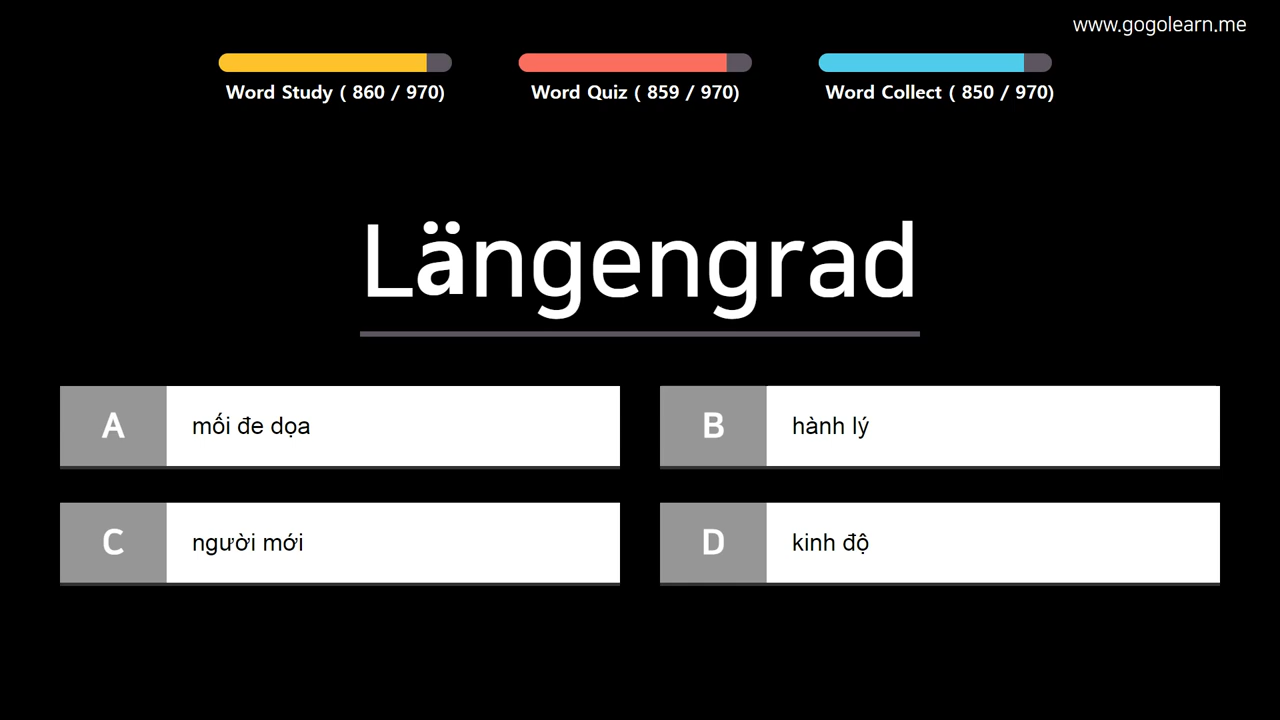 www.gogolearn.me
Word Study ( 860 / 970)
Word Quiz ( 859 / 970)
Word Collect ( 850 / 970)
Längengrad
A mối đe dọa
B hành lý
C người mới
D kinh độ